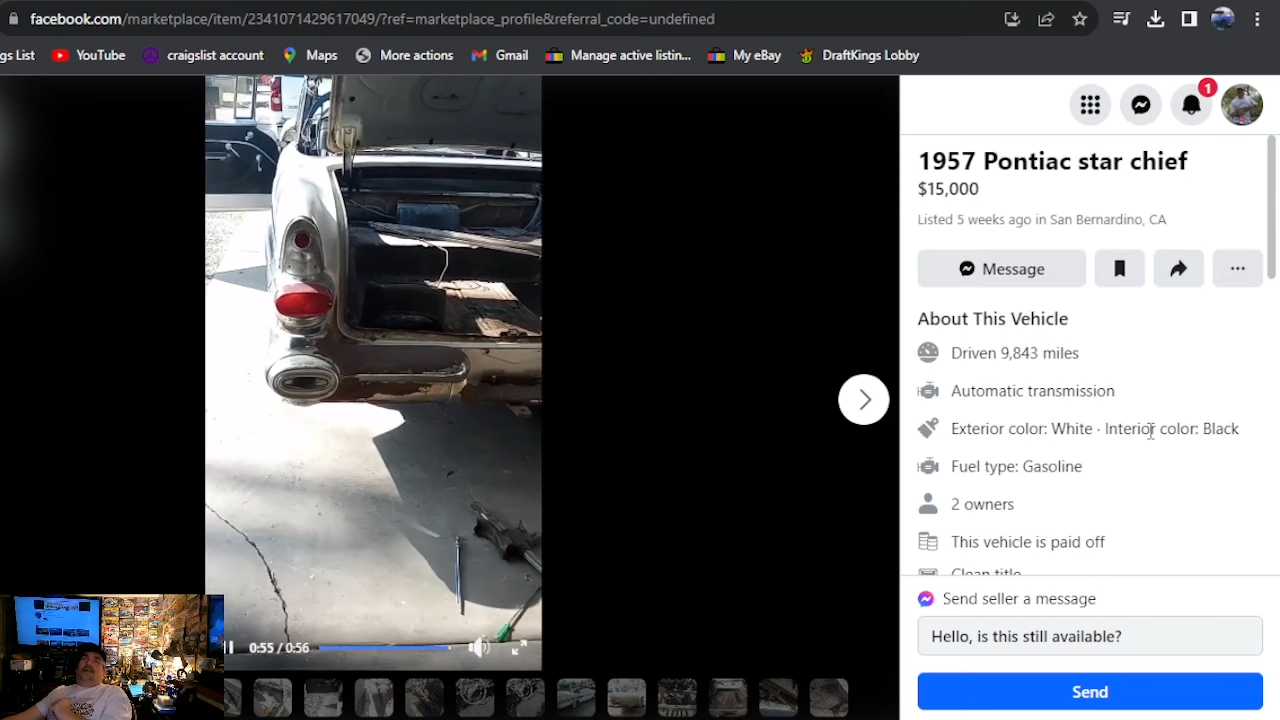 facebook.com/marketplace/item/2341071429617049/?ref=marketplace_profile&referral_code=undefined
gs List YouTube craigslist account Maps More actions Gmail Manage active listin... My eBay DraftKings Lobby
1
1957 Pontiac star chief
$15,000
Listed 5 weeks ago in San Bernardino, CA
Message
About This Vehicle
Driven 9,843 miles
Automatic transmission
Exterior color: White · Interior color: Black
Fuel type: Gasoline
2 owners
This vehicle is paid off
Clean title
Send seller a message
Hello, is this still available?
Send
0:55 / 0:56